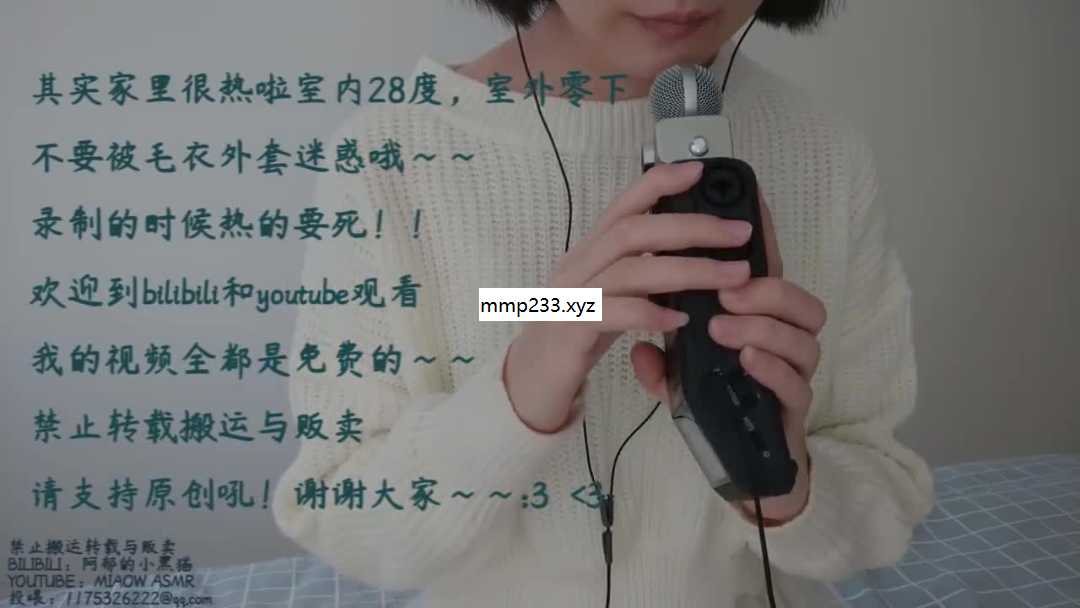 其实家里很热啦室内28度，室外零下
不要被毛衣外套迷惑哦~~
录制的时候热的要死！！
欢迎到bilibili和youtube观看
mmp233.xyz
我的视频全都是免费的~~
禁止转载搬运与贩卖
请支持原创吼！谢谢大家~~:3 <3
禁止搬运转载与贩卖
BILIBILI：阿郁的小黑猫
YOUTUBE：MIAOW ASMR
投喂：1175326222@qq.com